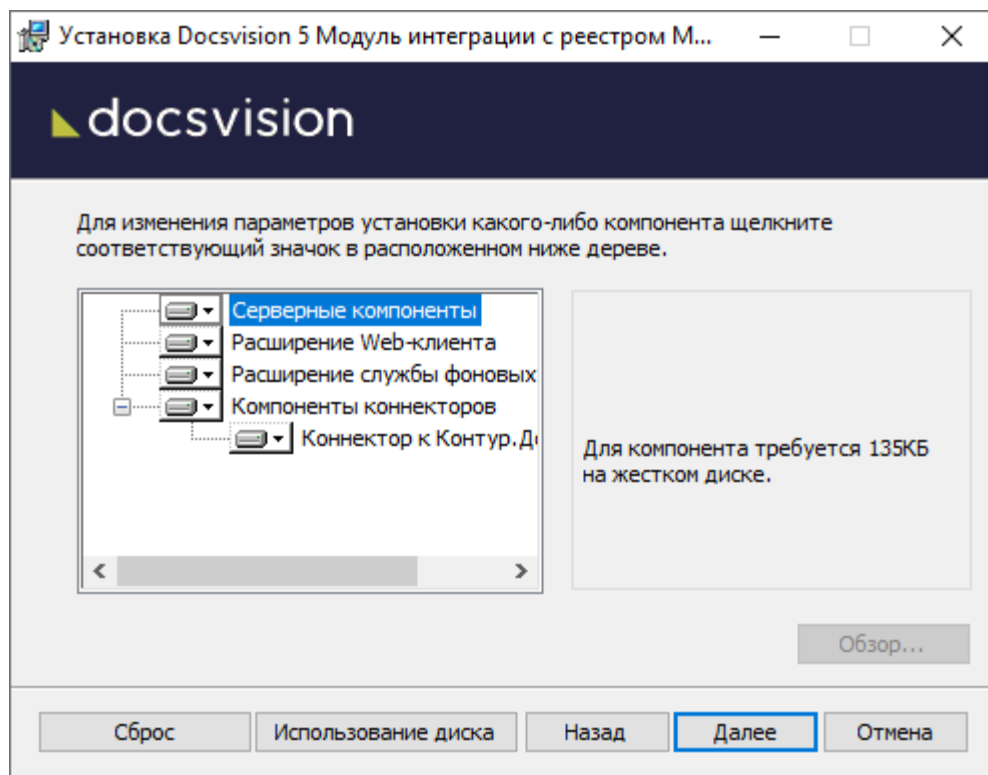 Установка Docsvision 5 Модуль интеграции с реестром М...
docsvision
Для изменения параметров установки какого-либо компонента щелкните
соответствующий значок в расположенном ниже дереве.
Серверные компоненты
Расширение Web-клиента
Расширение службы фоновых
Компоненты коннекторов
Коннектор к Контур.Д
Для компонента требуется 135КБ
на жестком диске.
Обзор...
Сброс
Использование диска
Назад
Далее
Отмена